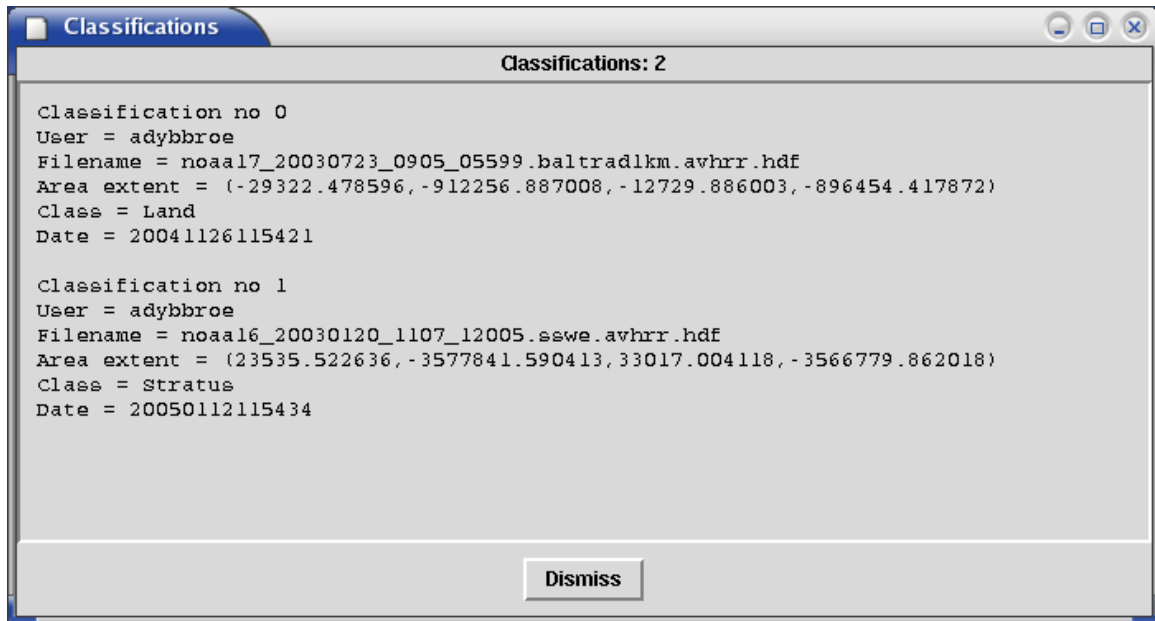 Classifications
Classifications: 2
Classification no 0
User = adybbroe
Filename = noaa17_20030723_0905_05599.baltrad1km.avhrr.hdf
Area extent = (-29322.478596,-912256.887008,-12729.886003,-896454.417872)
Class = Land
Date = 20041126115421
Classification no 1
User = adybbroe
Filename = noaa16_20030120_1107_12005.sswe.avhrr.hdf
Area extent = (23535.522636,-3577841.590413,33017.004118,-3566779.862018)
Class = Stratus
Date = 20050112115434
Dismiss